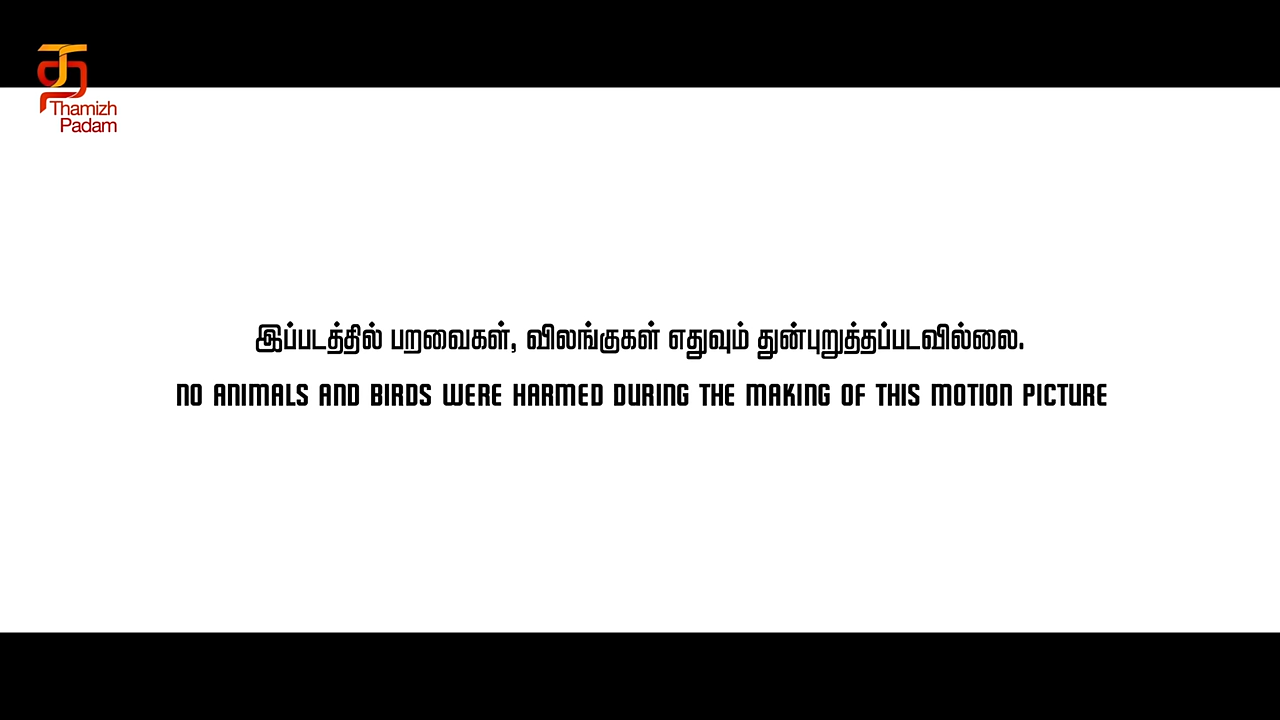 த
Thamizh
Padam
இப்படத்தில் பறவைகள், விலங்குகள் எதுவும் துன்புறுத்தப்படவில்லை.
NO ANIMALS AND BIRDS WERE HARMED DURING THE MAKING OF THIS MOTION PICTURE